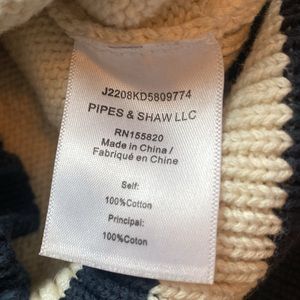 J2208KD5809774
PIPES & SHAW LLC
RN155820
Made in China /
Fabriqué en Chine
Self:
100%Cotton
Principal:
100%Coton